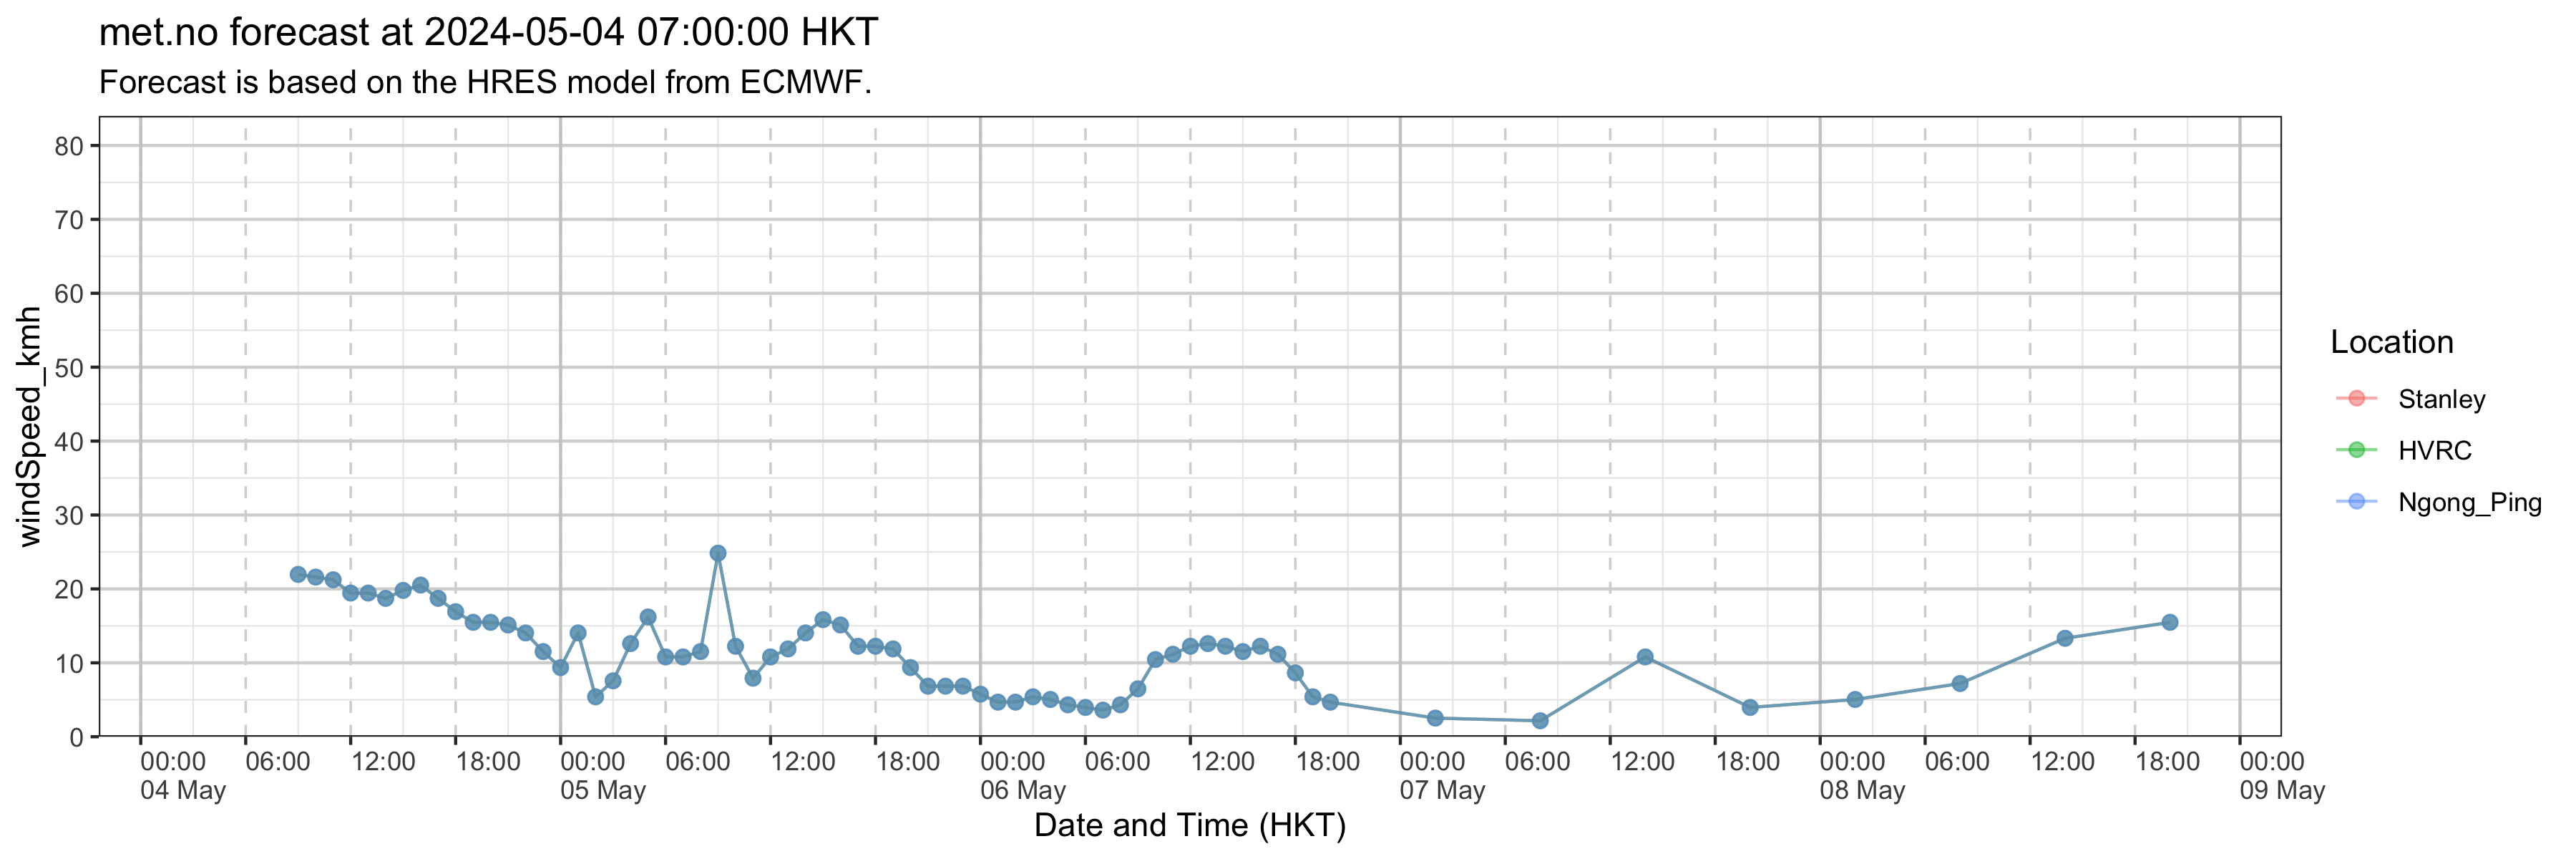 met.no forecast at 2024-05-04 07:00:00 HKT
Forecast is based on the HRES model from ECMWF.
windSpeed_kmh
80
70
60
50
40
30
20
10
0
00:00 06:00 12:00 18:00 00:00 06:00 12:00 18:00 00:00 06:00 12:00 18:00 00:00 06:00 12:00 18:00 00:00 06:00 12:00 18:00 00:00
04 May 05 May 06 May 07 May 08 May 09 May
Date and Time (HKT)
Location
Stanley
HVRC
Ngong_Ping